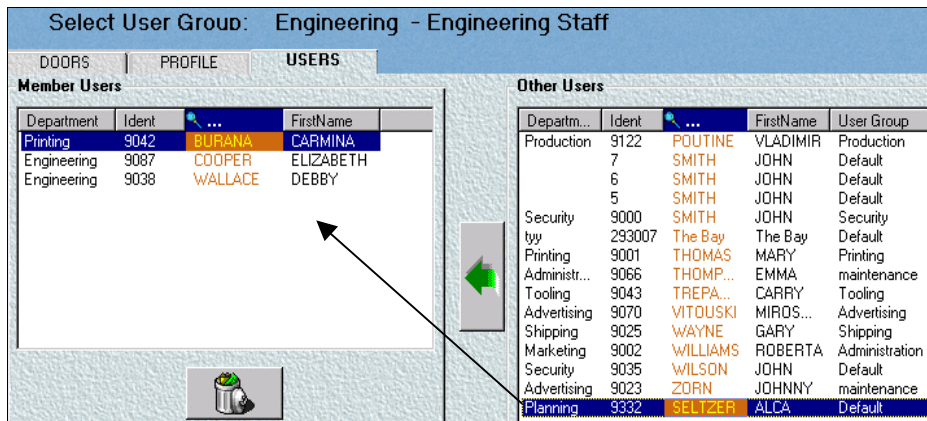 Select User Group: Engineering - Engineering Staff
DOORS PROFILE USERS
Member Users
Department Ident ... FirstName
Printing 9042 BURANA CARMINA
Engineering 9087 COOPER ELIZABETH
Engineering 9038 WALLACE DEBBY
Other Users
Departm... Ident ... FirstName User Group
Production 9122 POUTINE VLADIMIR Production
7 SMITH JOHN Default
6 SMITH JOHN Default
5 SMITH JOHN Default
Security 9000 SMITH JOHN Security
tyy 293007 The Bay The Bay Default
Printing 9001 THOMAS MARY Printing
Administr... 9066 THOMP... EMMA maintenance
Tooling 9043 TREPA... CARRY Tooling
Advertising 9070 VITOUSKI MIROS... Advertising
Shipping 9025 WAYNE GARY Shipping
Marketing 9002 WILLIAMS ROBERTA Administration
Security 9035 WILSON JOHN Default
Advertising 9023 ZORN JOHNNY maintenance
Planning 9332 SELTZER ALCA Default